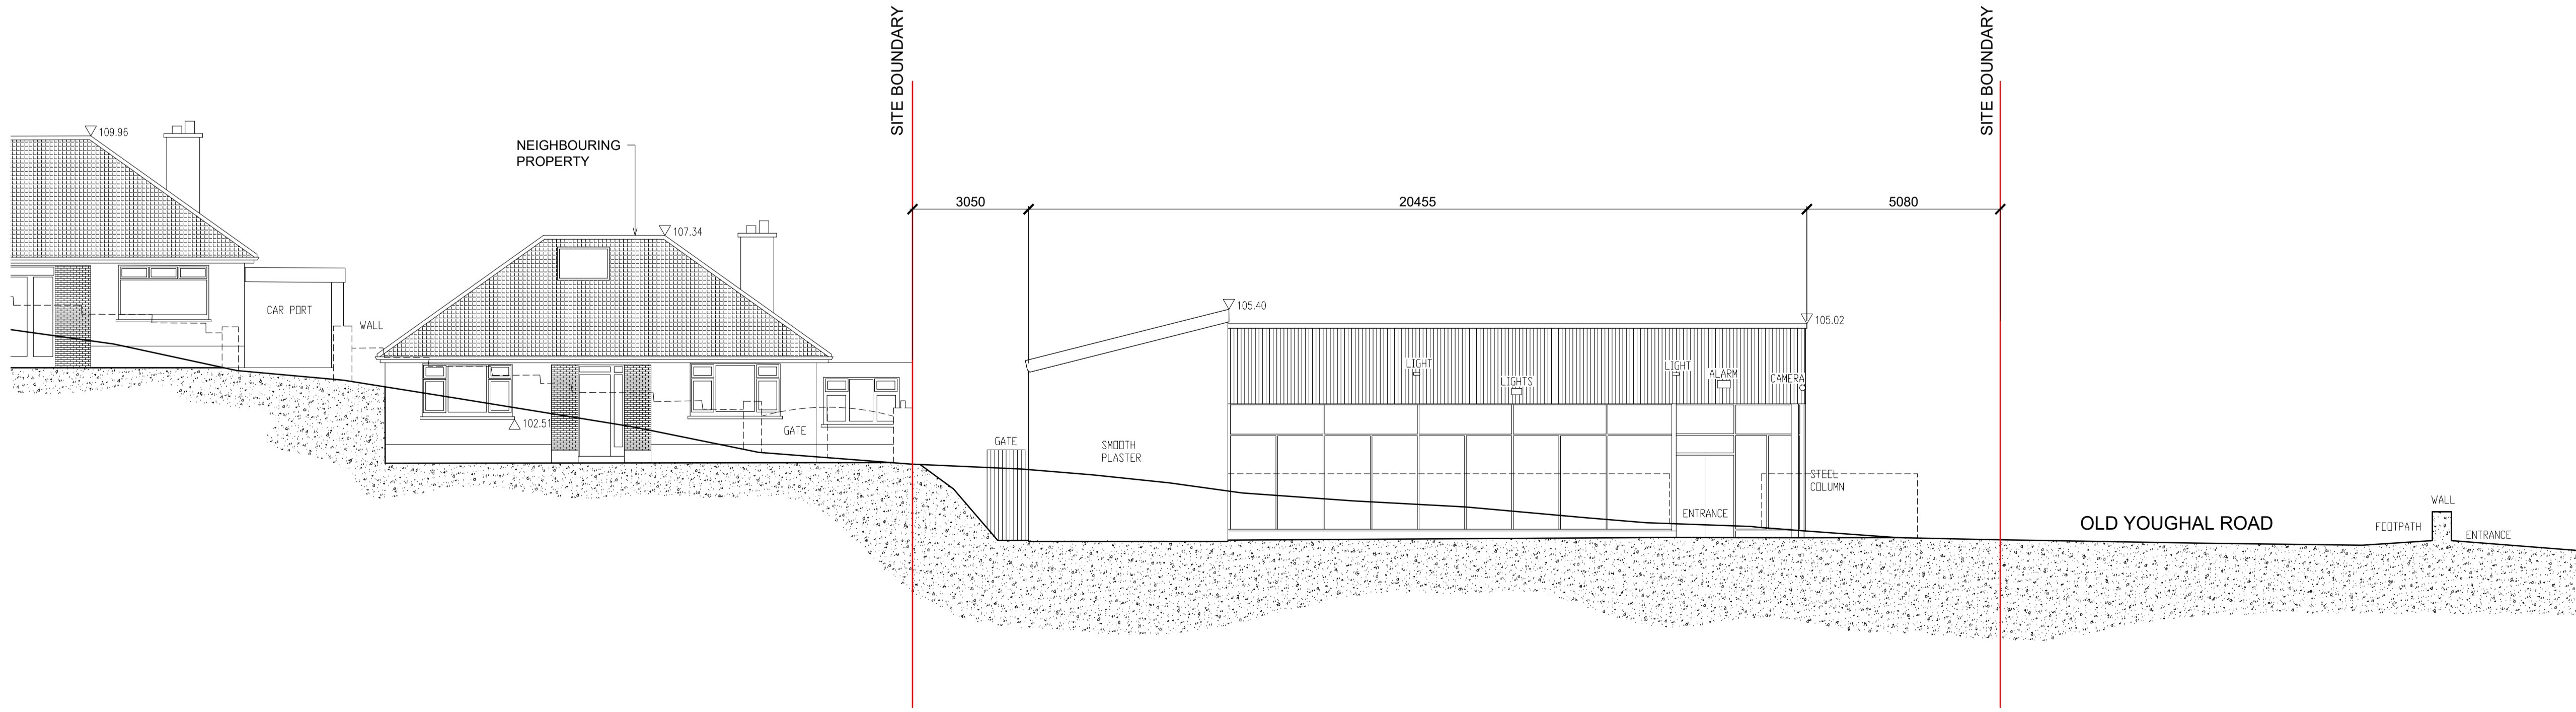 SITE BOUNDARY
SITE BOUNDARY
109.96
NEIGHBOURING
PROPERTY
3050
20455
5080
107.34
105.40
CAR PORT
WALL
105.02
LIGHT
LIGHTS
LIGHT
ALARM
CAMERA
102.51
GATE
GATE
SMOOTH
PLASTER
STEEL
COLUMN
ENTRANCE
OLD YOUGHAL ROAD
WALL
FOOTPATH
ENTRANCE